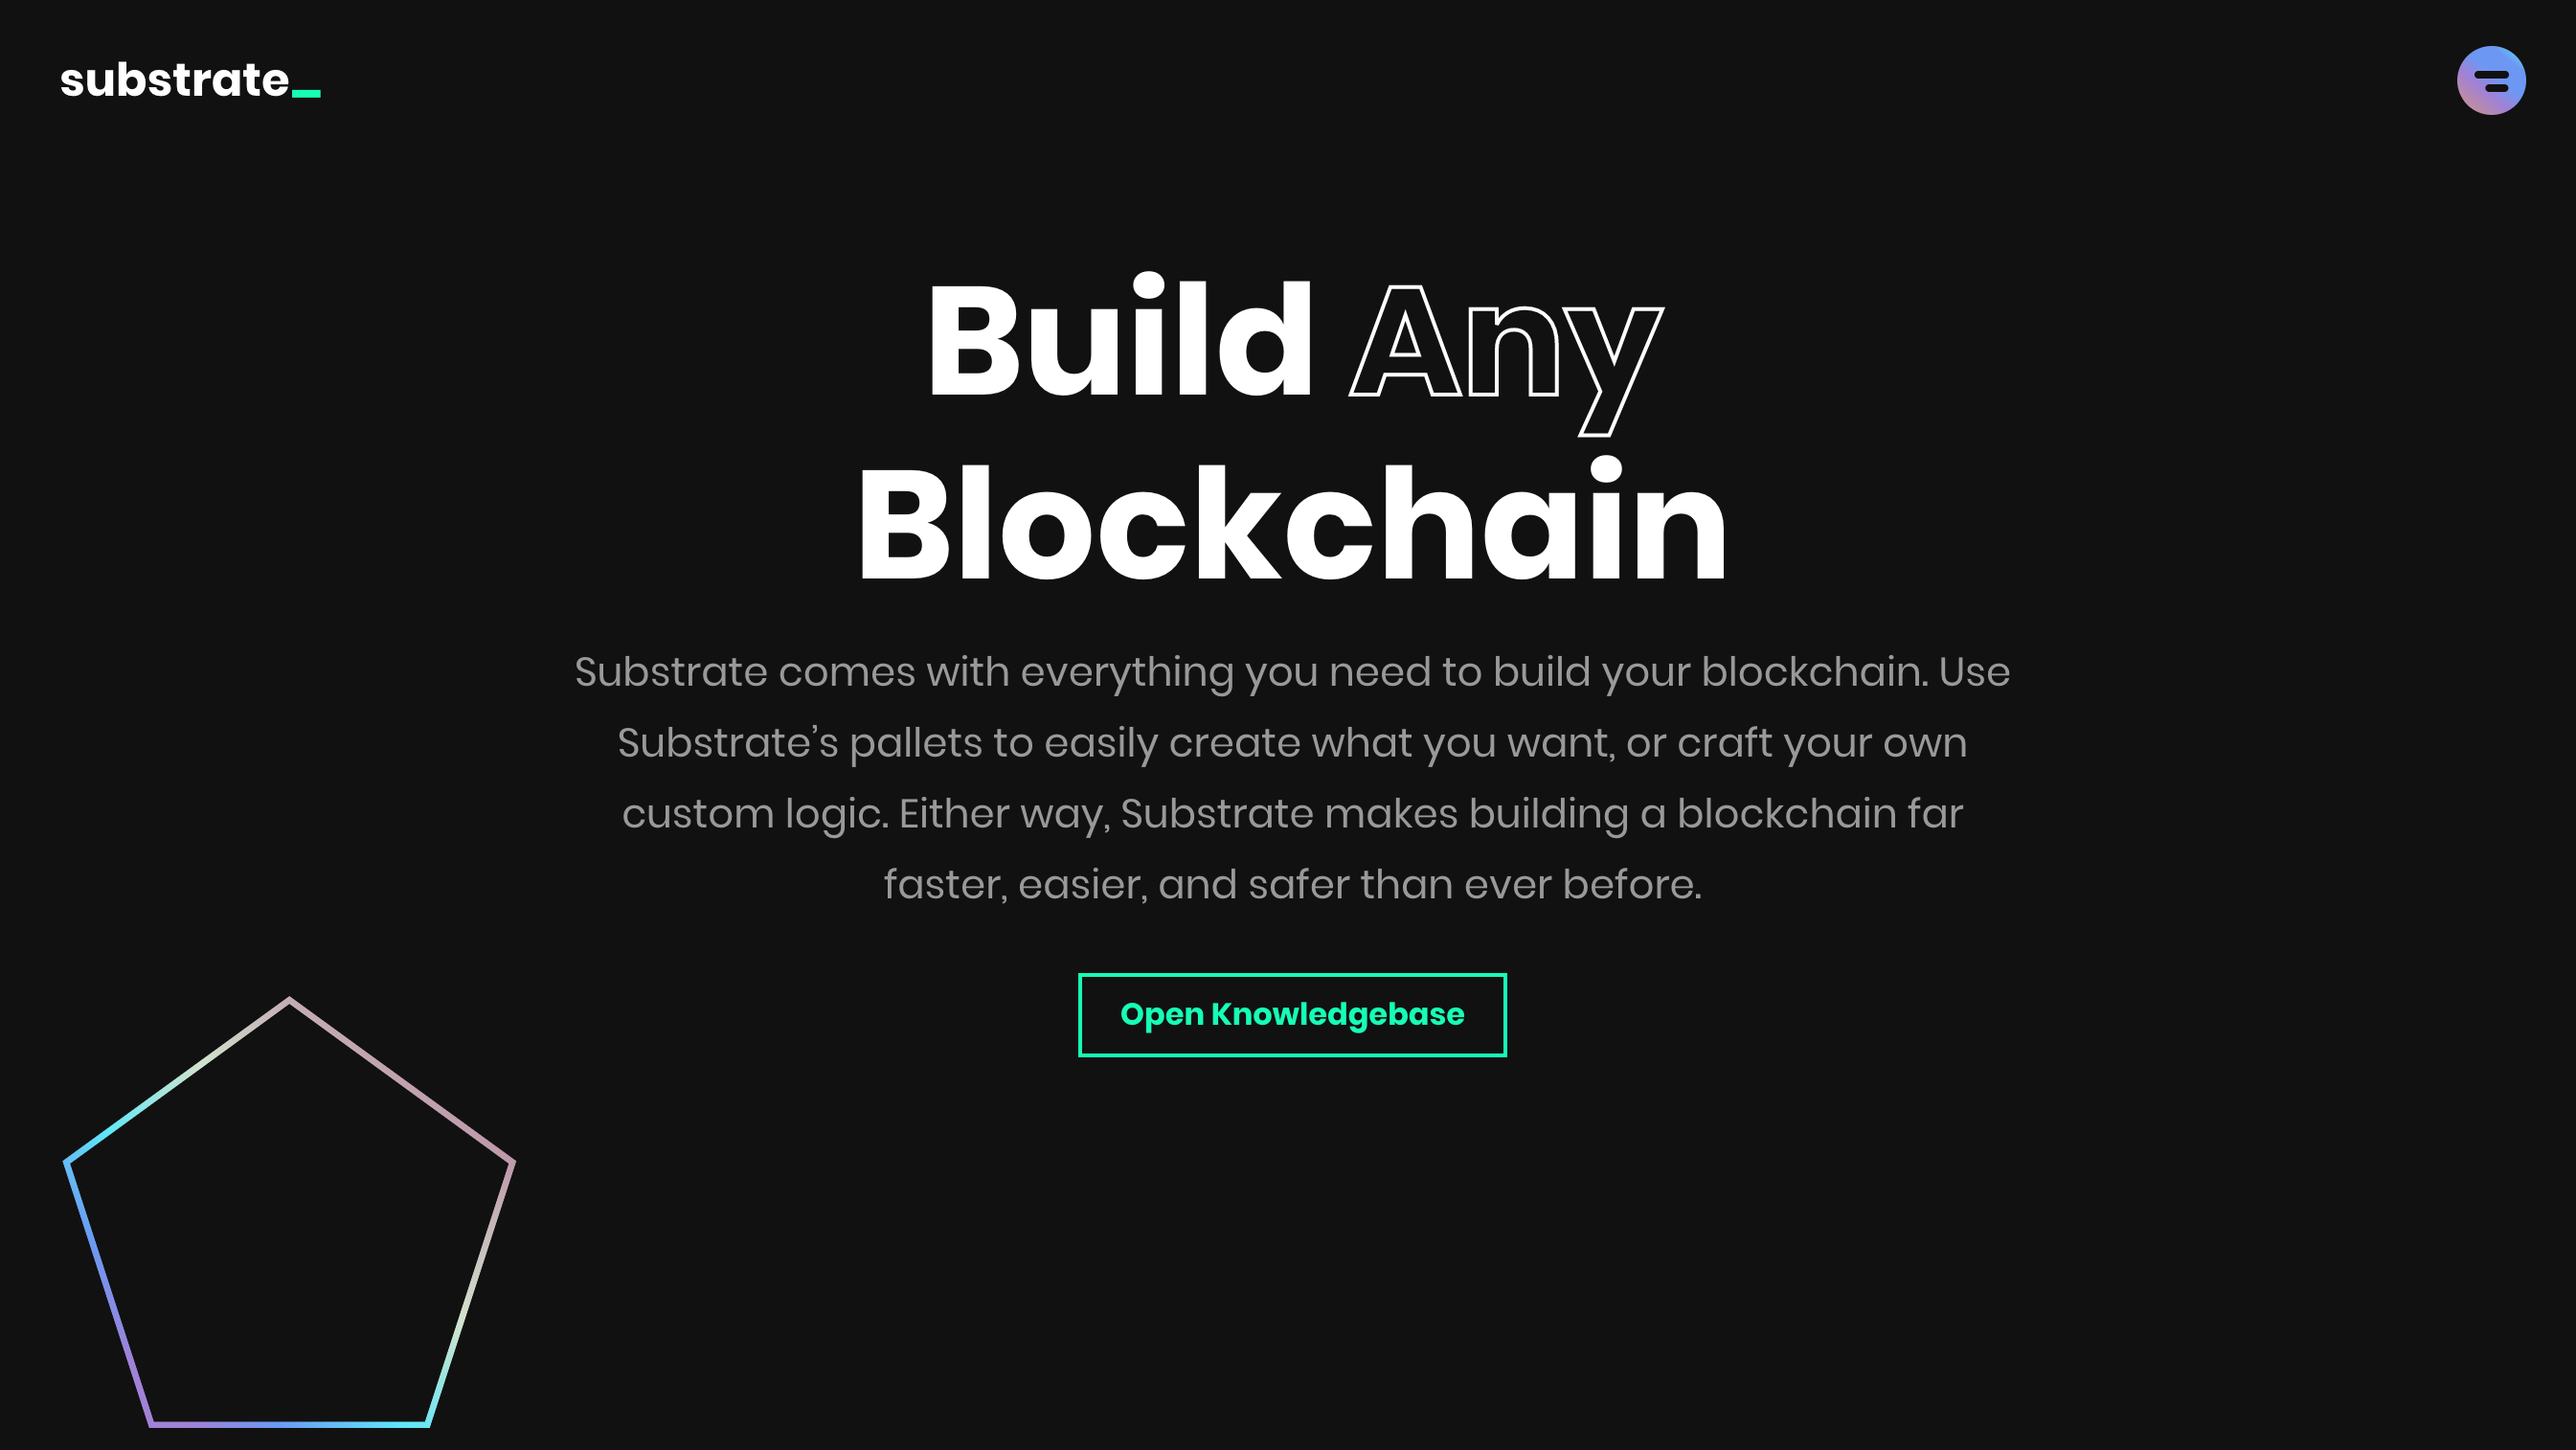 substrate_
Build Any
Blockchain
Substrate comes with everything you need to build your blockchain. Use
Substrate’s pallets to easily create what you want, or craft your own
custom logic. Either way, Substrate makes building a blockchain far
faster, easier, and safer than ever before.
Open Knowledgebase